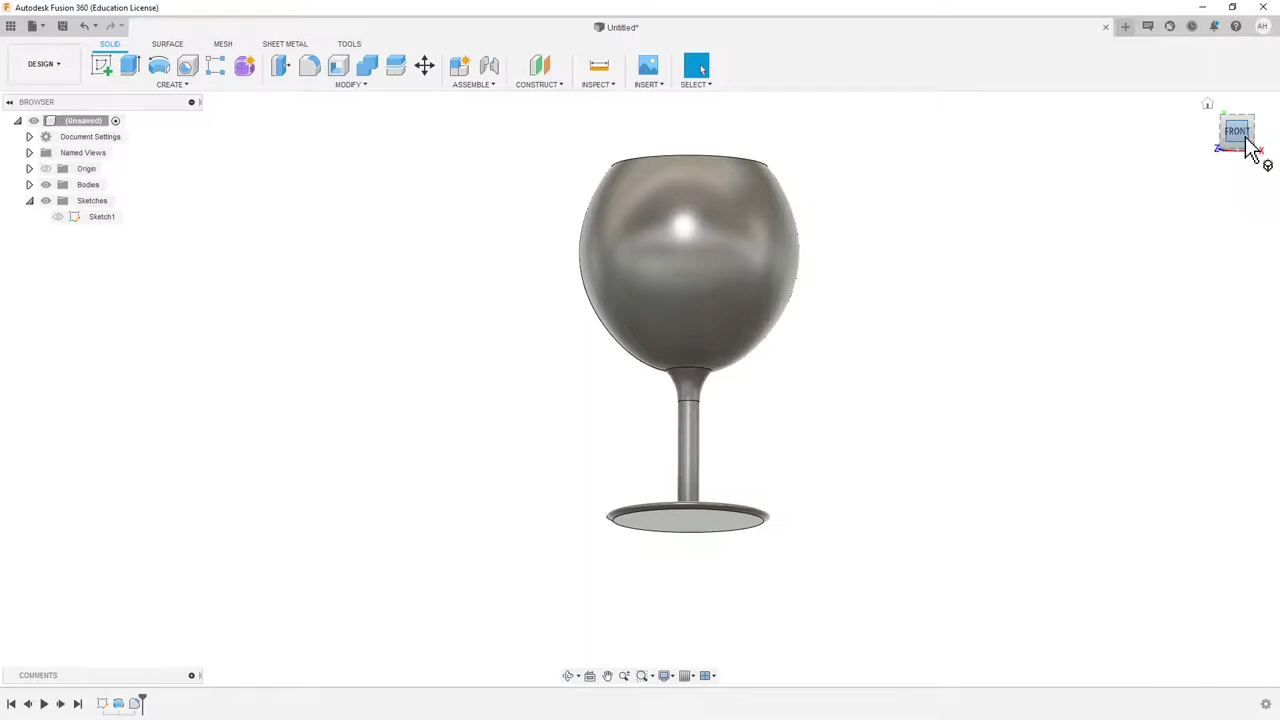 Autodesk Fusion 360 (Education License)
Untitled*
AH
DESIGN
SOLID SURFACE MESH SHEET METAL TOOLS
CREATE MODIFY ASSEMBLE CONSTRUCT INSPECT INSERT SELECT
BROWSER
(Unsaved)
Document Settings
Named Views
Origin
Bodies
Sketches
Sketch1
FRONT
Z X
COMMENTS